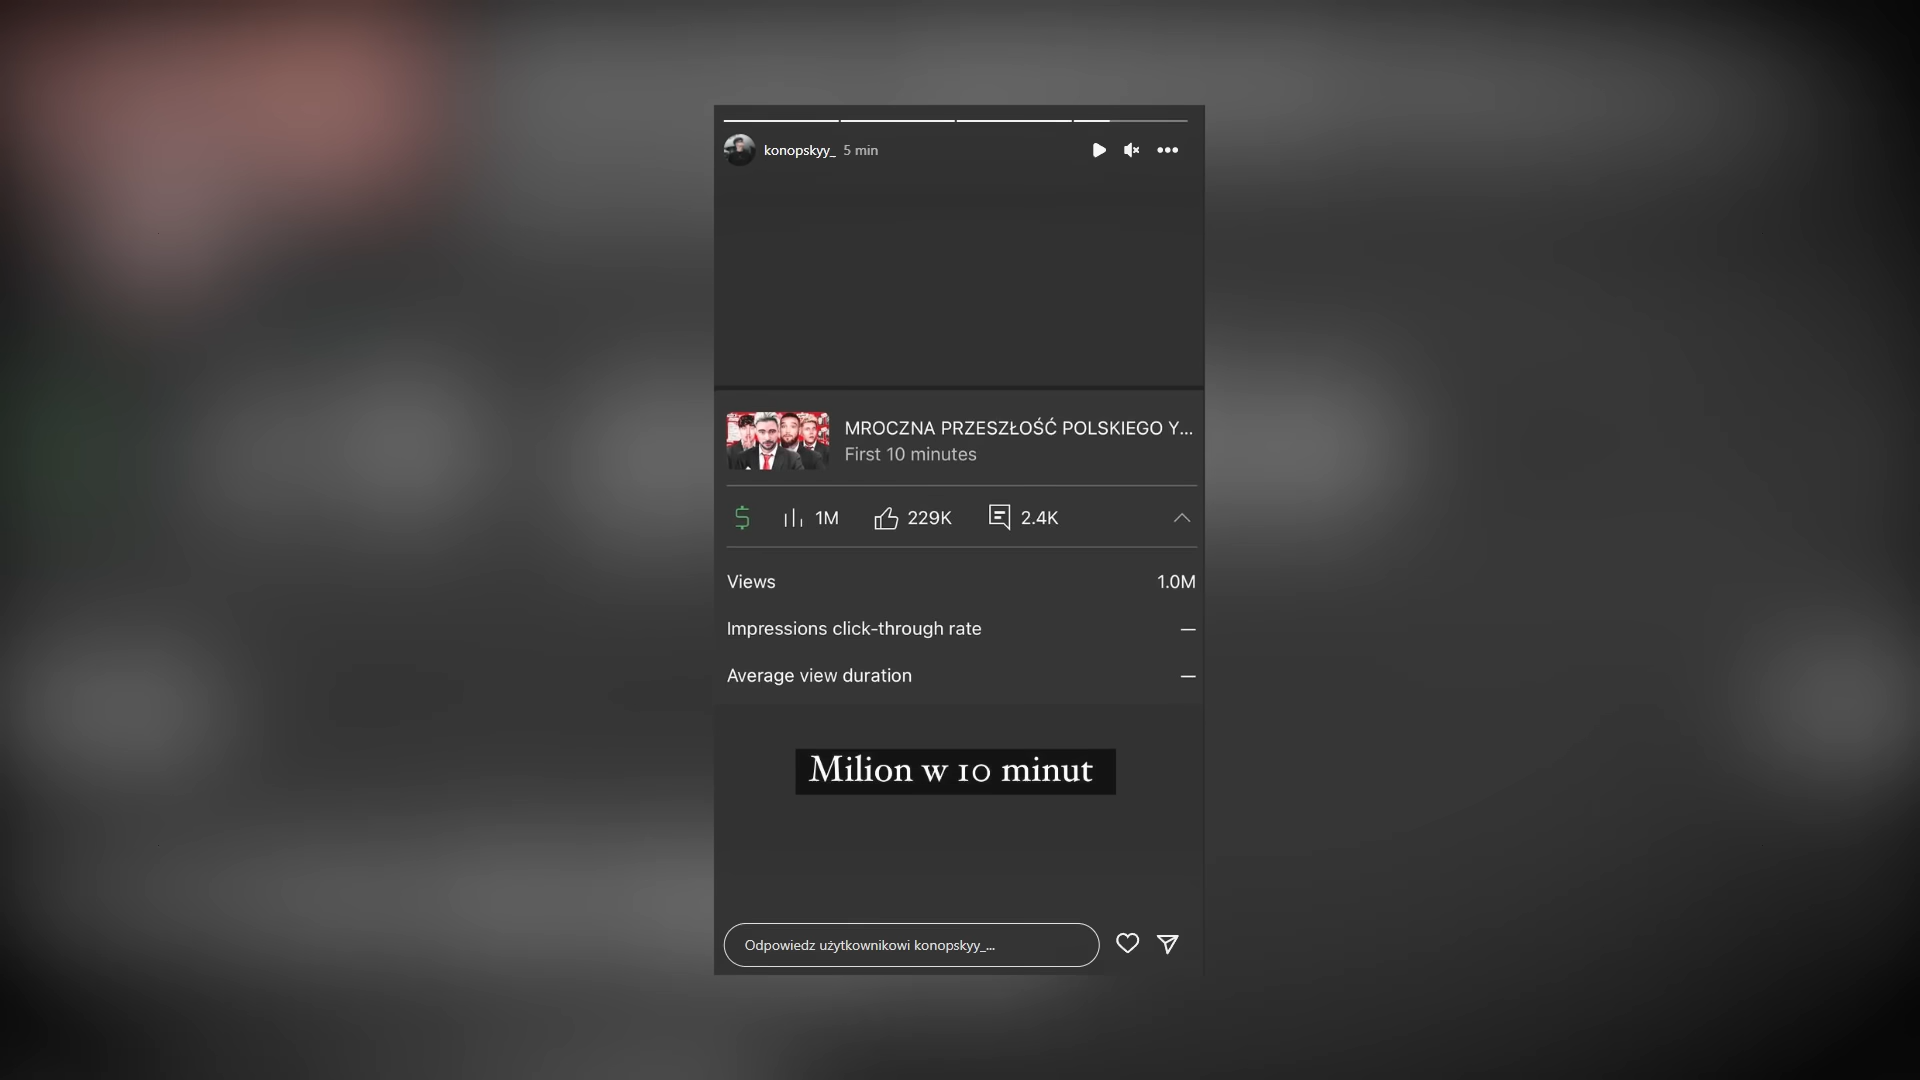 konopskyy_ 5 min
MROCZNA PRZESZŁOŚĆ POLSKIEGO Y...
First 10 minutes
1M 229K 2.4K
Views 1.0M
Impressions click-through rate —
Average view duration —
Milion w 10 minut
Odpowiedz użytkownikowi konopskyy_...